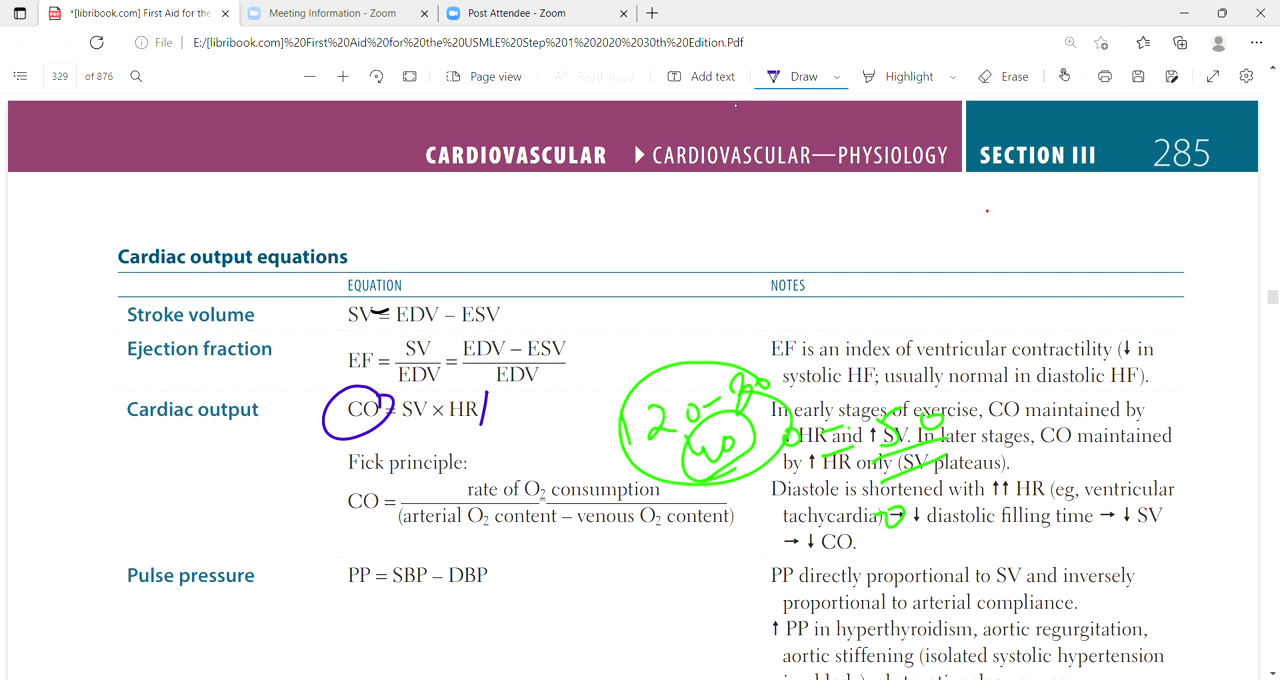 *[libribook.com] First Aid for the
Meeting Information - Zoom
Post Attendee - Zoom
File | E:/[libribook.com]%20First%20Aid%20for%20the%20USMLE%20Step%201%202020%2030th%20Edition.Pdf
329 of 876
Page view
Read aloud
Add text
Draw
Highlight
Erase
CARDIOVASCULAR ▶ CARDIOVASCULAR—PHYSIOLOGY SECTION III 285
Cardiac output equations
EQUATION NOTES
Stroke volume SV = EDV – ESV
Ejection fraction EF = SV / EDV = EDV – ESV / EDV
EF is an index of ventricular contractility (↓ in
systolic HF; usually normal in diastolic HF).
Cardiac output CO = SV × HR
In early stages of exercise, CO maintained by
↑ HR and ↑ SV. In later stages, CO maintained
by ↑ HR only (SV plateaus).
Fick principle:
CO = rate of O₂ consumption / (arterial O₂ content – venous O₂ content)
Diastole is shortened with ↑↑ HR (eg, ventricular
tachycardia) → ↓ diastolic filling time → ↓ SV
→ ↓ CO.
120-80
40
= 50
Pulse pressure PP = SBP – DBP
PP directly proportional to SV and inversely
proportional to arterial compliance.
↑ PP in hyperthyroidism, aortic regurgitation,
aortic stiffening (isolated systolic hypertension